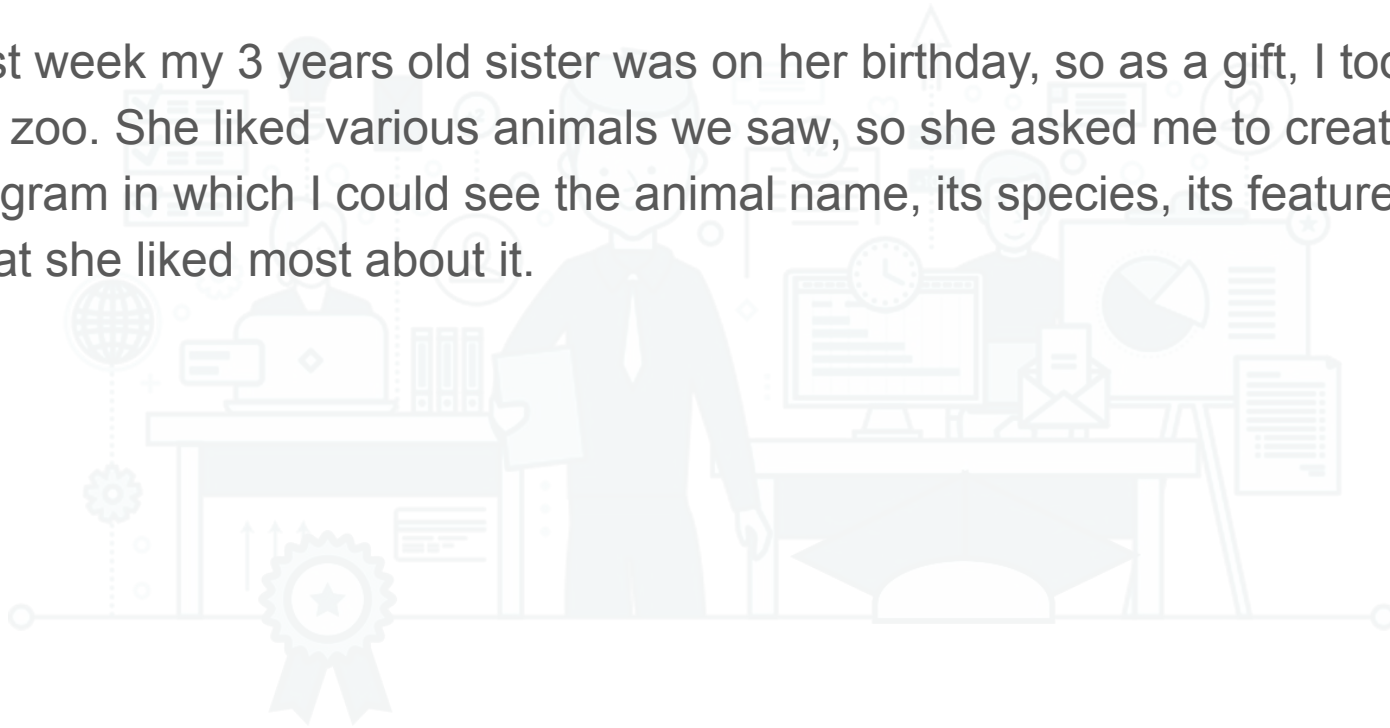 st week my 3 years old sister was on her birthday, so as a gift, I too
zoo. She liked various animals we saw, so she asked me to creat
gram in which I could see the animal name, its species, its feature
at she liked most about it.